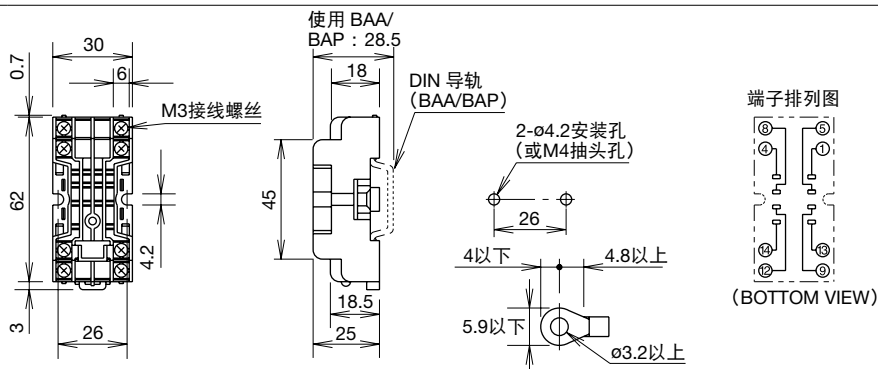 使用 BAA/
BAP：28.5
30
18
0.7
6
DIN 导轨
（BAA/BAP）
M3接线螺丝
端子排列图
2-ø4.2安装孔
（或M4抽头孔）
8
5
4
1
62
45
4.2
26
4以下
4.8以上
14
13
12
9
(BOTTOM VIEW)
3
26
18.5
25
5.9以下
ø3.2以上